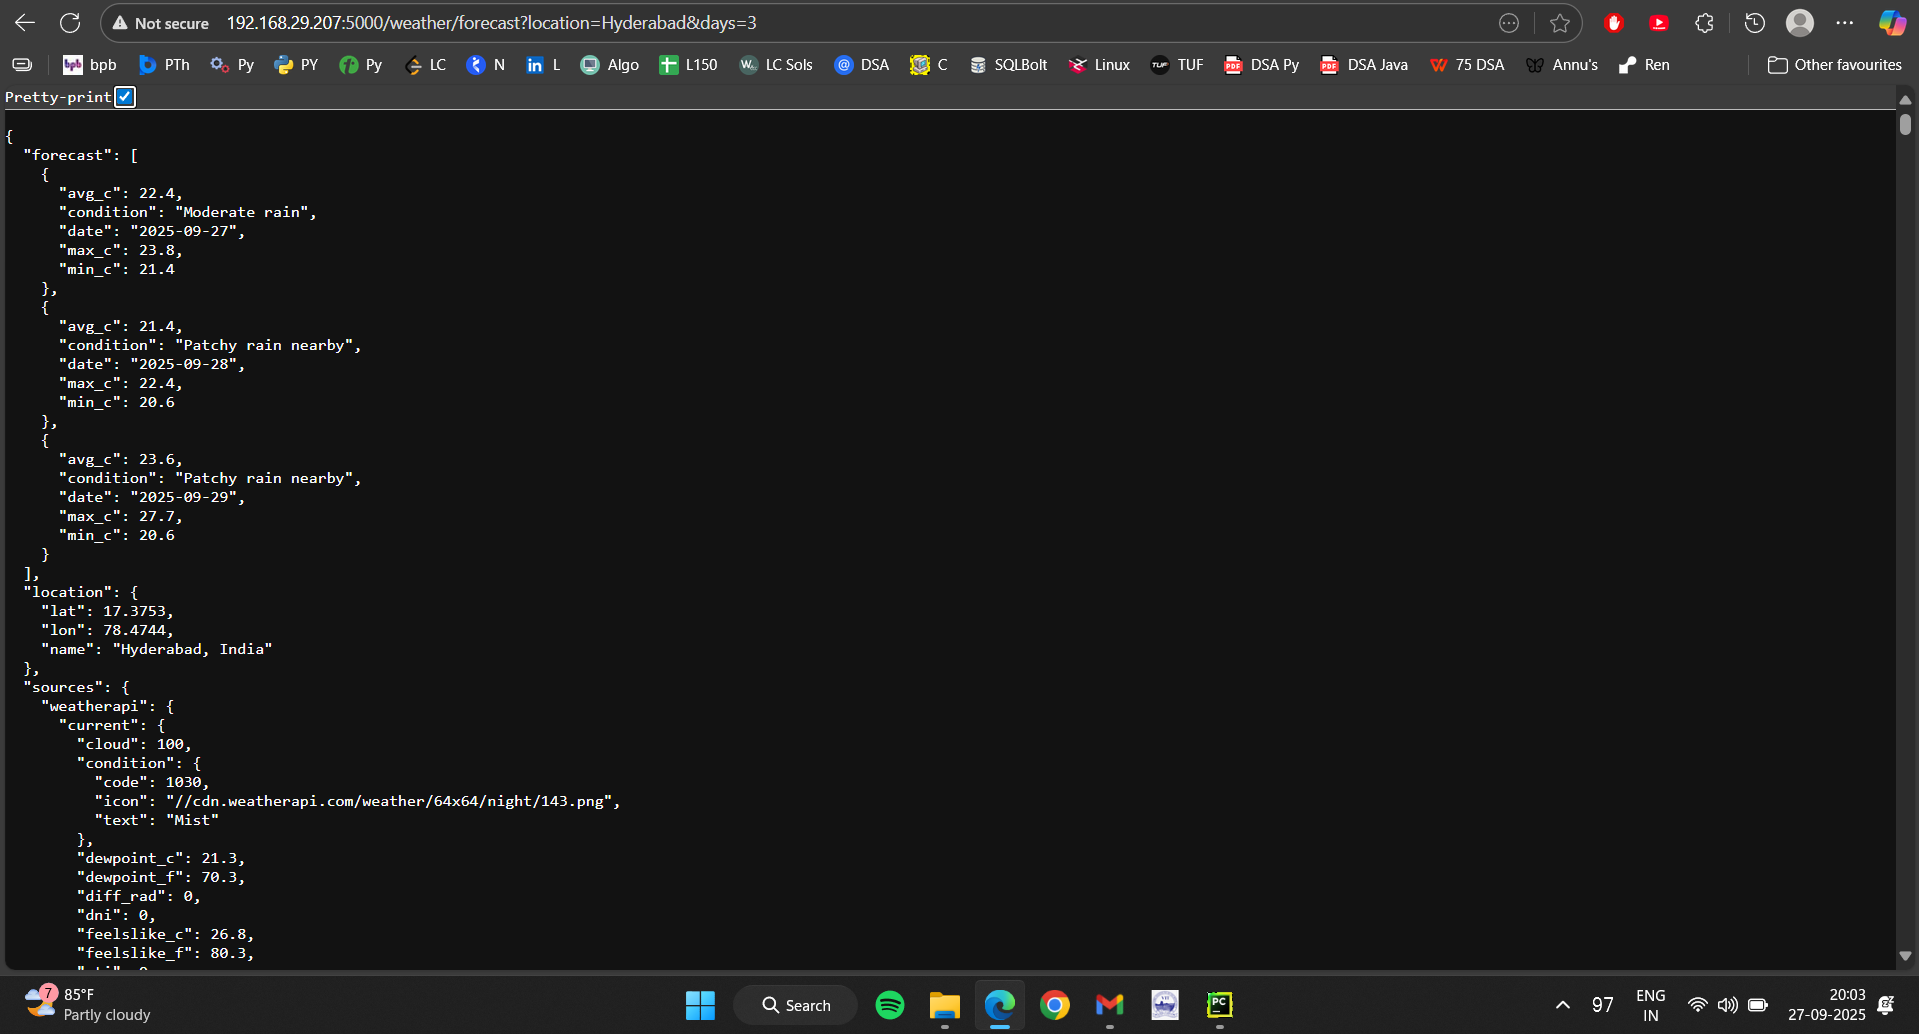 Not secure 192.168.29.207:5000/weather/forecast?location=Hyderabad&days=3
bpb PTh Py PY Py LC N L Algo L150 LC Sols DSA C SQLBolt Linux TUF DSA Py DSA Java 75 DSA Annu's Ren Other favourites
Pretty-print
{
"forecast": [
{
"avg_c": 22.4,
"condition": "Moderate rain",
"date": "2025-09-27",
"max_c": 23.8,
"min_c": 21.4
},
{
"avg_c": 21.4,
"condition": "Patchy rain nearby",
"date": "2025-09-28",
"max_c": 22.4,
"min_c": 20.6
},
{
"avg_c": 23.6,
"condition": "Patchy rain nearby",
"date": "2025-09-29",
"max_c": 27.7,
"min_c": 20.6
}
],
"location": {
"lat": 17.3753,
"lon": 78.4744,
"name": "Hyderabad, India"
},
"sources": {
"weatherapi": {
"current": {
"cloud": 100,
"condition": {
"code": 1030,
"icon": "//cdn.weatherapi.com/weather/64x64/night/143.png",
"text": "Mist"
},
"dewpoint_c": 21.3,
"dewpoint_f": 70.3,
"diff_rad": 0,
"dni": 0,
"feelslike_c": 26.8,
"feelslike_f": 80.3,
7 85°F
Partly cloudy
Search
97
ENG
IN
20:03
27-09-2025